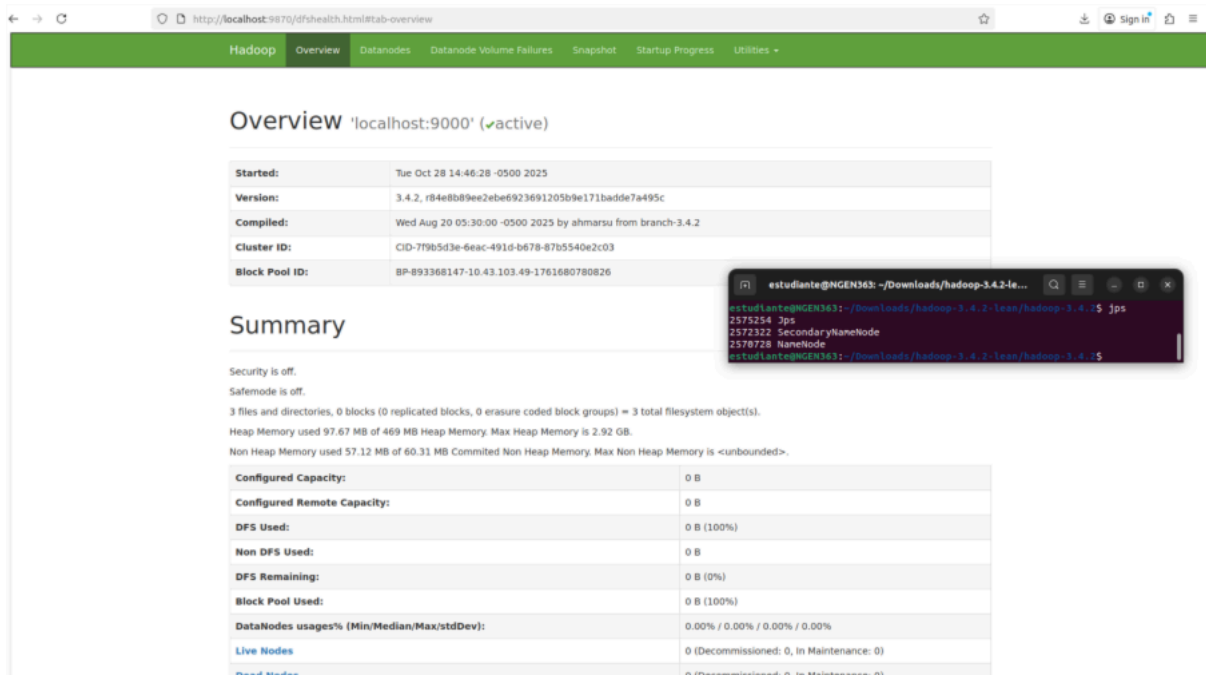 http://localhost:9870/dfshealth.html#tab-overview
Sign in
Hadoop Overview Datanodes Datanode Volume Failures Snapshot Startup Progress Utilities
Overview 'localhost:9000' (✔active)
Started: Tue Oct 28 14:46:28 -0500 2025
Version: 3.4.2, r84e8b89ee2ebe6923691205b9e171badde7a495c
Compiled: Wed Aug 20 05:30:00 -0500 2025 by ahmarsu from branch-3.4.2
Cluster ID: CID-7f9b5d3e-6eac-491d-b678-87b5540e2c03
Block Pool ID: BP-893368147-10.43.103.49-1761680780826
estudiante@NGEN363: ~/Downloads/hadoop-3.4.2-le...
estudiante@NGEN363:~/Downloads/hadoop-3.4.2-lean/hadoop-3.4.2$ jps
2575254 Jps
2572322 SecondaryNameNode
2570728 NameNode
estudiante@NGEN363:~/Downloads/hadoop-3.4.2-lean/hadoop-3.4.2$
Summary
Security is off.
Safemode is off.
3 files and directories, 0 blocks (0 replicated blocks, 0 erasure coded block groups) = 3 total filesystem object(s).
Heap Memory used 97.67 MB of 469 MB Heap Memory. Max Heap Memory is 2.92 GB.
Non Heap Memory used 57.12 MB of 60.31 MB Commited Non Heap Memory. Max Non Heap Memory is <unbounded>.
Configured Capacity: 0 B
Configured Remote Capacity: 0 B
DFS Used: 0 B (100%)
Non DFS Used: 0 B
DFS Remaining: 0 B (0%)
Block Pool Used: 0 B (100%)
DataNodes usages% (Min/Median/Max/stdDev): 0.00% / 0.00% / 0.00% / 0.00%
Live Nodes 0 (Decommissioned: 0, In Maintenance: 0)
Dead Nodes 0 (Decommissioned: 0, In Maintenance: 0)